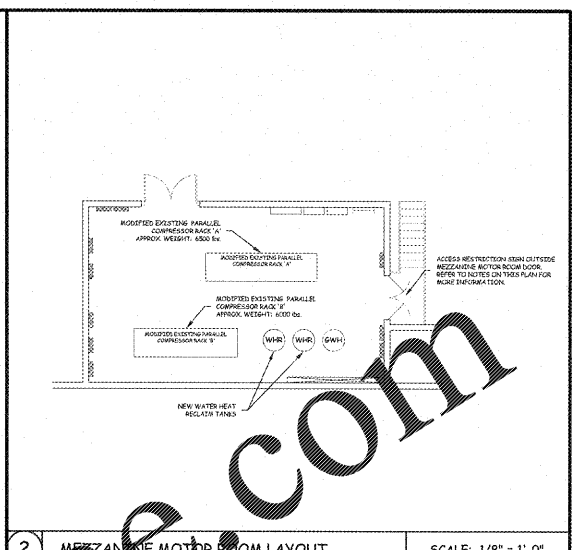 MODIFIED EXISTING PARALLEL
COMPRESSOR RACK 'A'
APPROX. WEIGHT: 6500 lbs.
MODIFIED EXISTING PARALLEL
COMPRESSOR RACK 'A'
ACCESS RESTRICTION SIGN OUTSIDE
MEZZANINE MOTOR ROOM DOOR.
REFER TO NOTES ON THIS PLAN FOR
MORE INFORMATION.
MODIFIED EXISTING PARALLEL
COMPRESSOR RACK 'B'
APPROX. WEIGHT: 6000 lbs.
MODIFIED EXISTING PARALLEL
COMPRESSOR RACK 'B'
WHR WHR GWH
NEW WATER HEAT
RECLAIM TANKS
e com
2 MEZZANINE MOTOR ROOM LAYOUT SCALE: 1/8" = 1'-0"